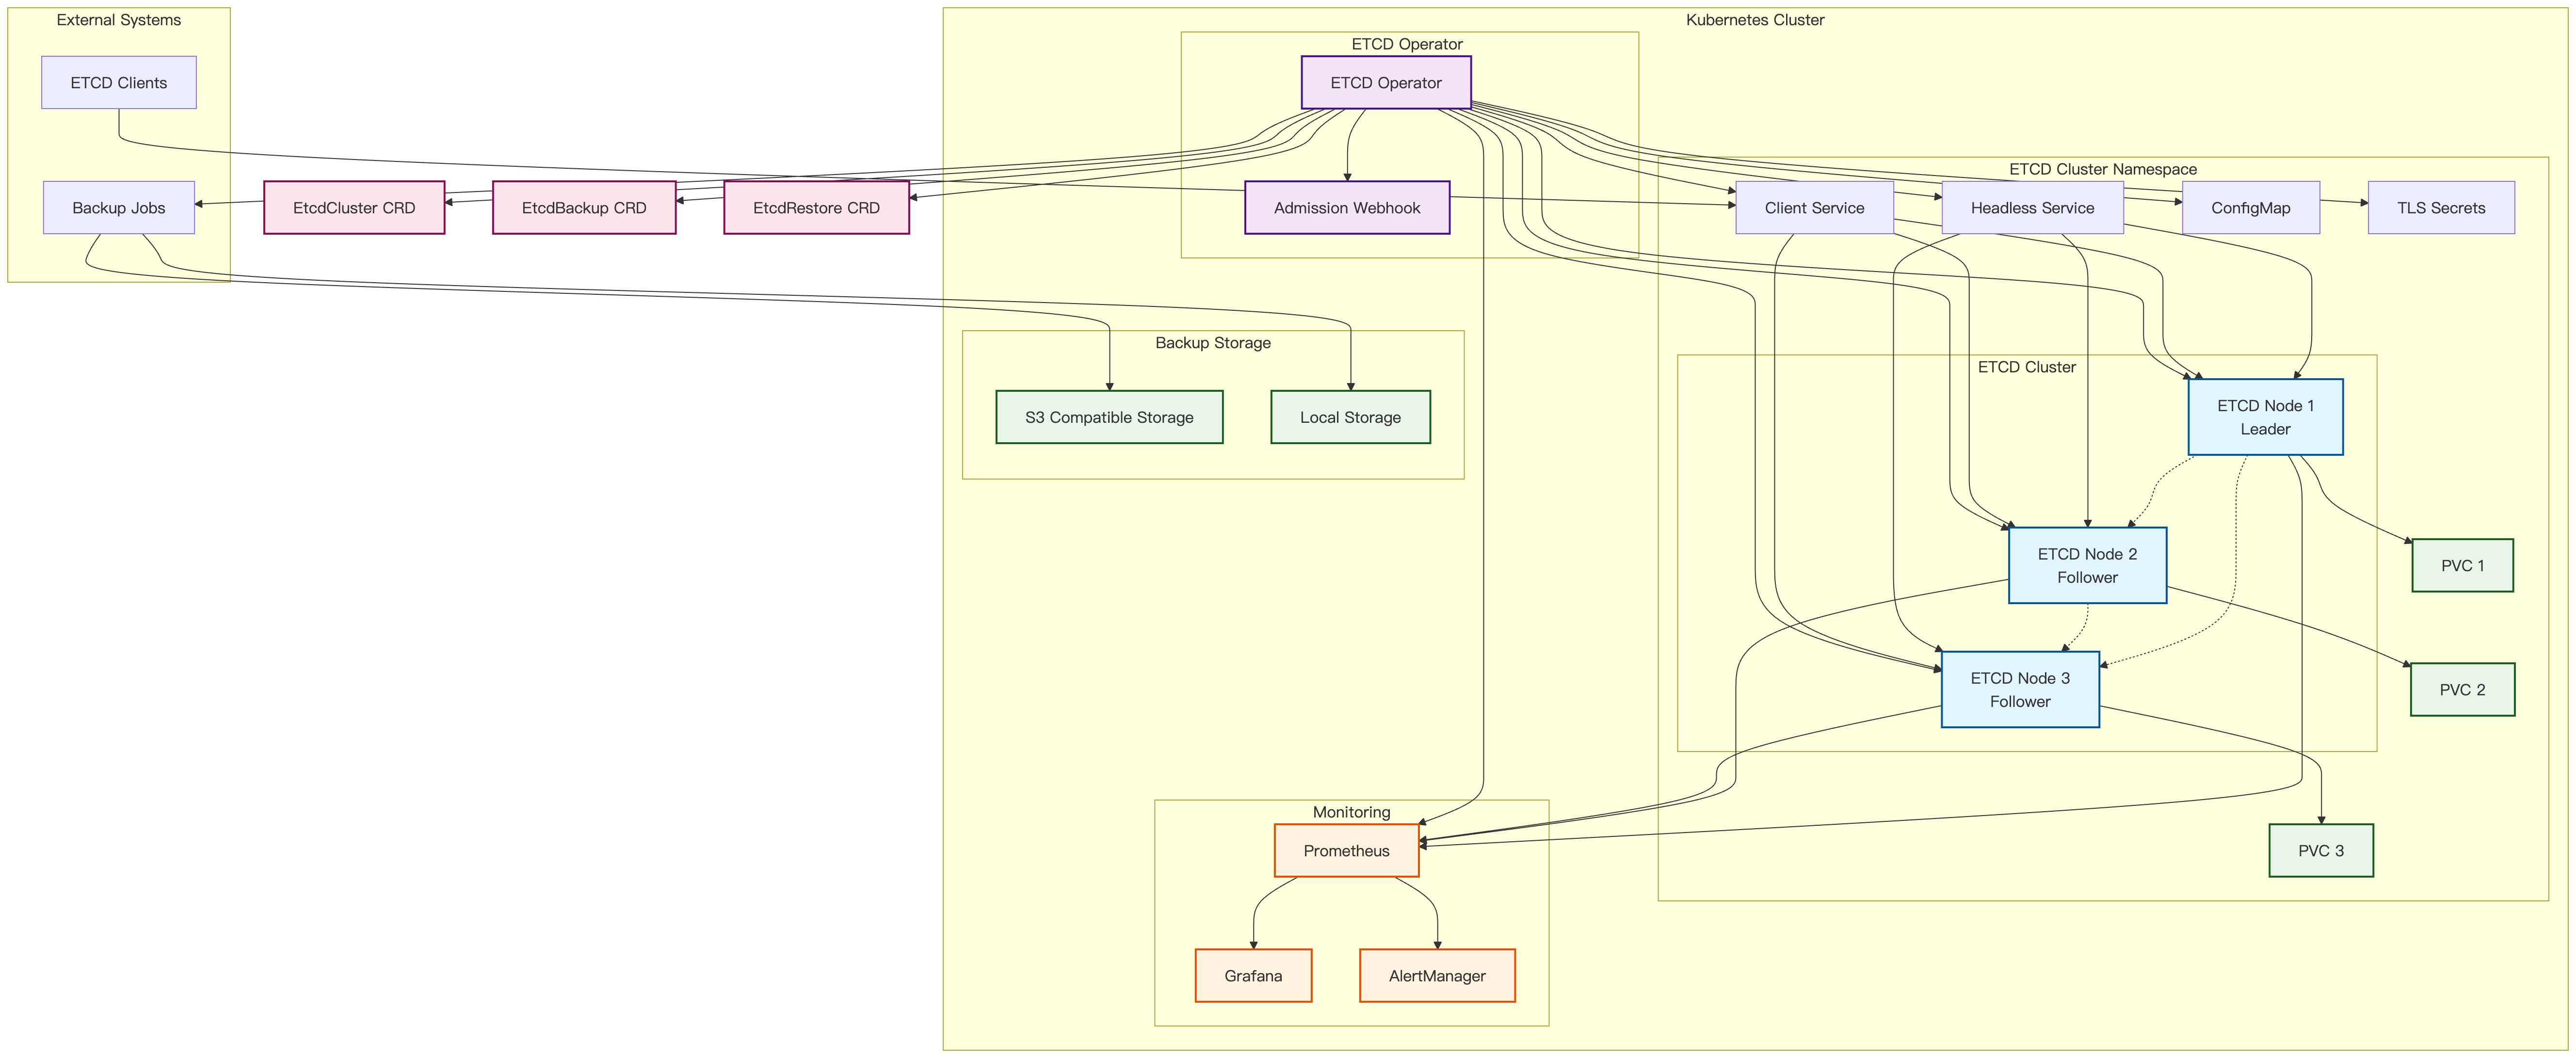 External Systems
Kubernetes Cluster
ETCD Operator
ETCD Clients
ETCD Operator
ETCD Cluster Namespace
Backup Jobs
EtcdCluster CRD
EtcdBackup CRD
EtcdRestore CRD
Admission Webhook
Client Service
Headless Service
ConfigMap
TLS Secrets
Backup Storage
ETCD Cluster
S3 Compatible Storage
Local Storage
ETCD Node 1
Leader
ETCD Node 2
Follower
PVC 1
ETCD Node 3
Follower
PVC 2
Monitoring
Prometheus
PVC 3
Grafana
AlertManager